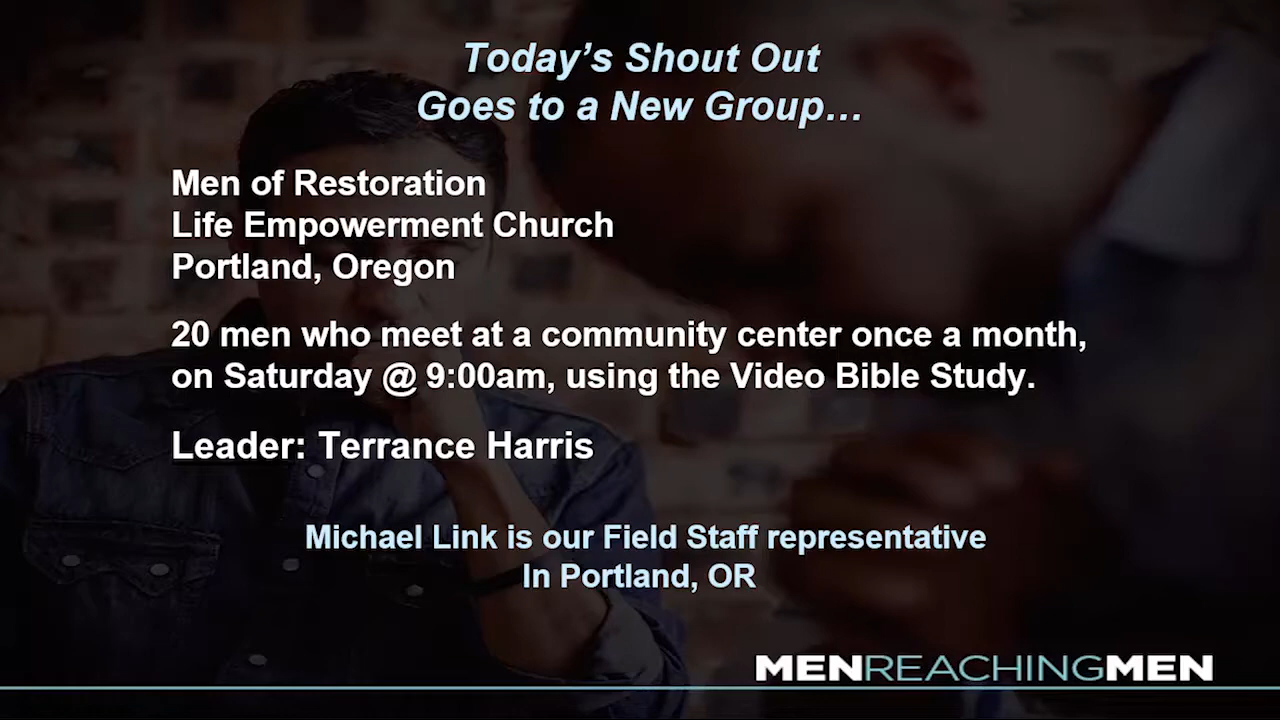 Today’s Shout Out
Goes to a New Group…
Men of Restoration
Life Empowerment Church
Portland, Oregon
20 men who meet at a community center once a month,
on Saturday @ 9:00am, using the Video Bible Study.
Leader: Terrance Harris
Michael Link is our Field Staff representative
In Portland, OR
MENREACHINGMEN